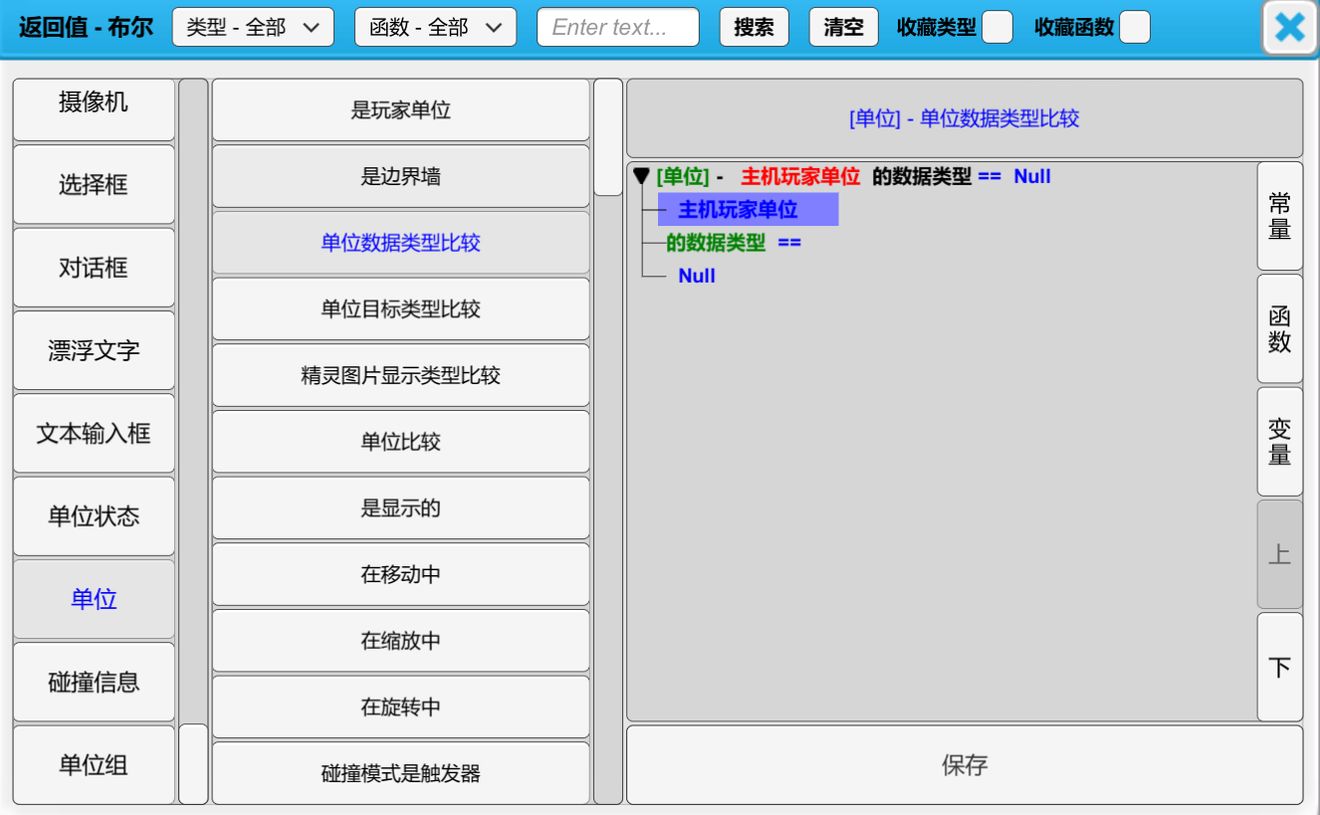 返回值 - 布尔 类型 - 全部 函数 - 全部 Enter text... 搜索 清空 收藏类型 收藏函数
摄像机
选择框
对话框
漂浮文字
文本输入框
单位状态
单位
碰撞信息
单位组
是玩家单位
是边界墙
单位数据类型比较
单位目标类型比较
精灵图片显示类型比较
单位比较
是显示的
在移动中
在缩放中
在旋转中
碰撞模式是触发器
[单位] - 单位数据类型比较
[单位] - 主机玩家单位 的数据类型 == Null
主机玩家单位
的数据类型 ==
Null
常量
函数
变量
上
下
保存